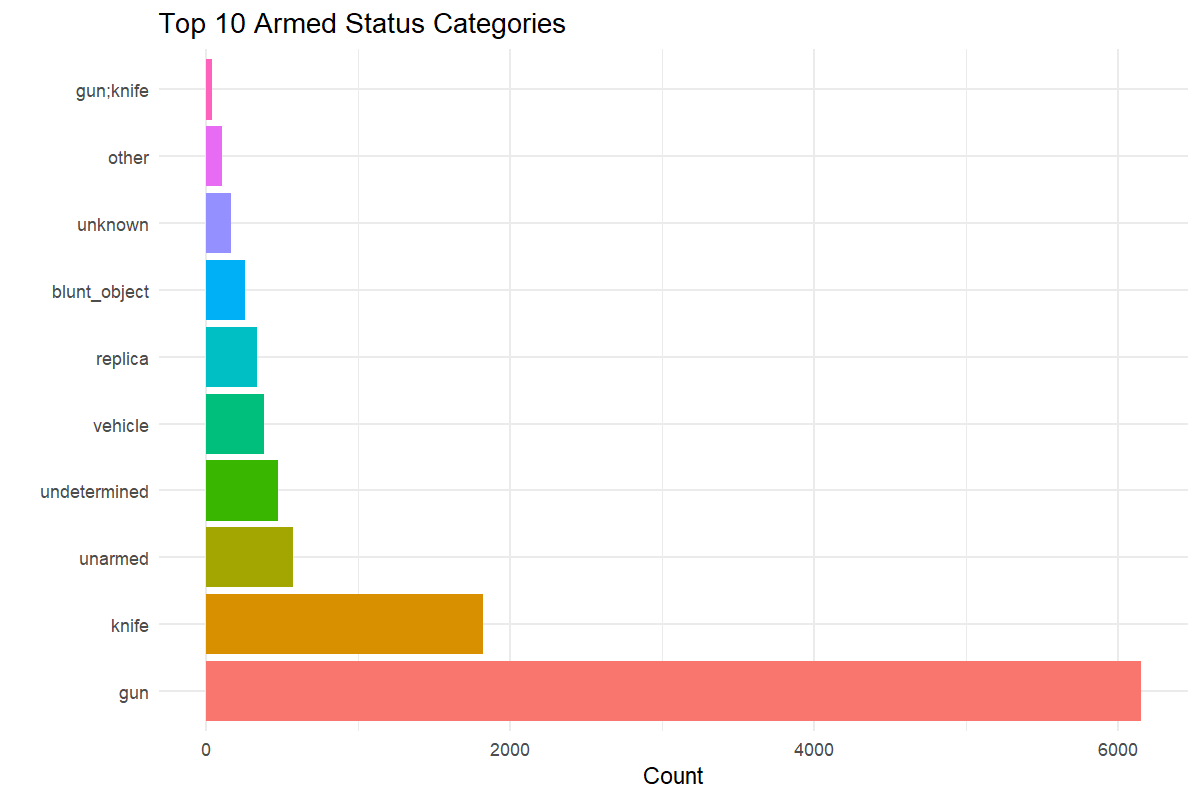 Top 10 Armed Status Categories
gun;knife
other
unknown
blunt_object
replica
vehicle
undetermined
unarmed
knife
gun
0 2000 4000 6000
Count